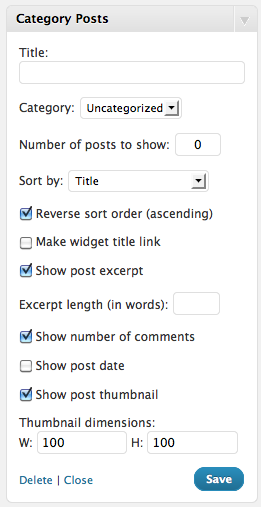 Category Posts
Title:
Category: Uncategorized
Number of posts to show: 0
Sort by: Title
Reverse sort order (ascending)
Make widget title link
Show post excerpt
Excerpt length (in words):
Show number of comments
Show post date
Show post thumbnail
Thumbnail dimensions:
W: 100 H: 100
Delete | Close Save